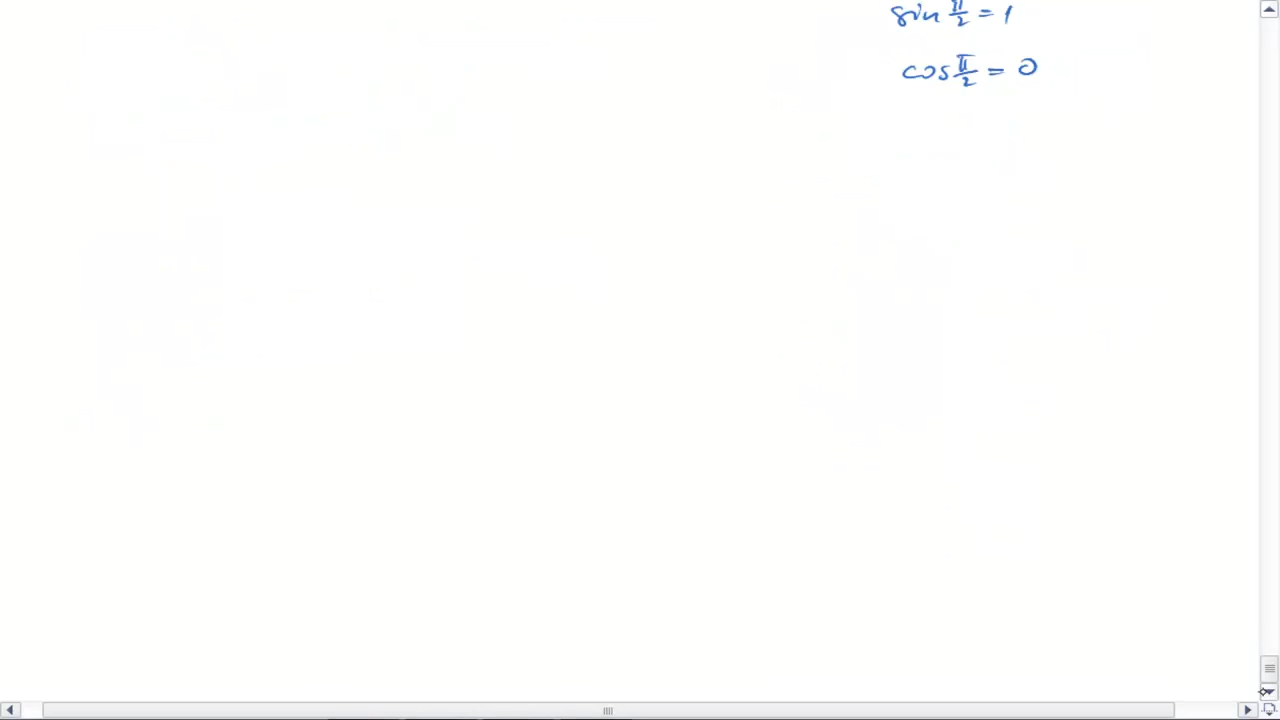 sin π/2 = 1
cos π/2 = 0